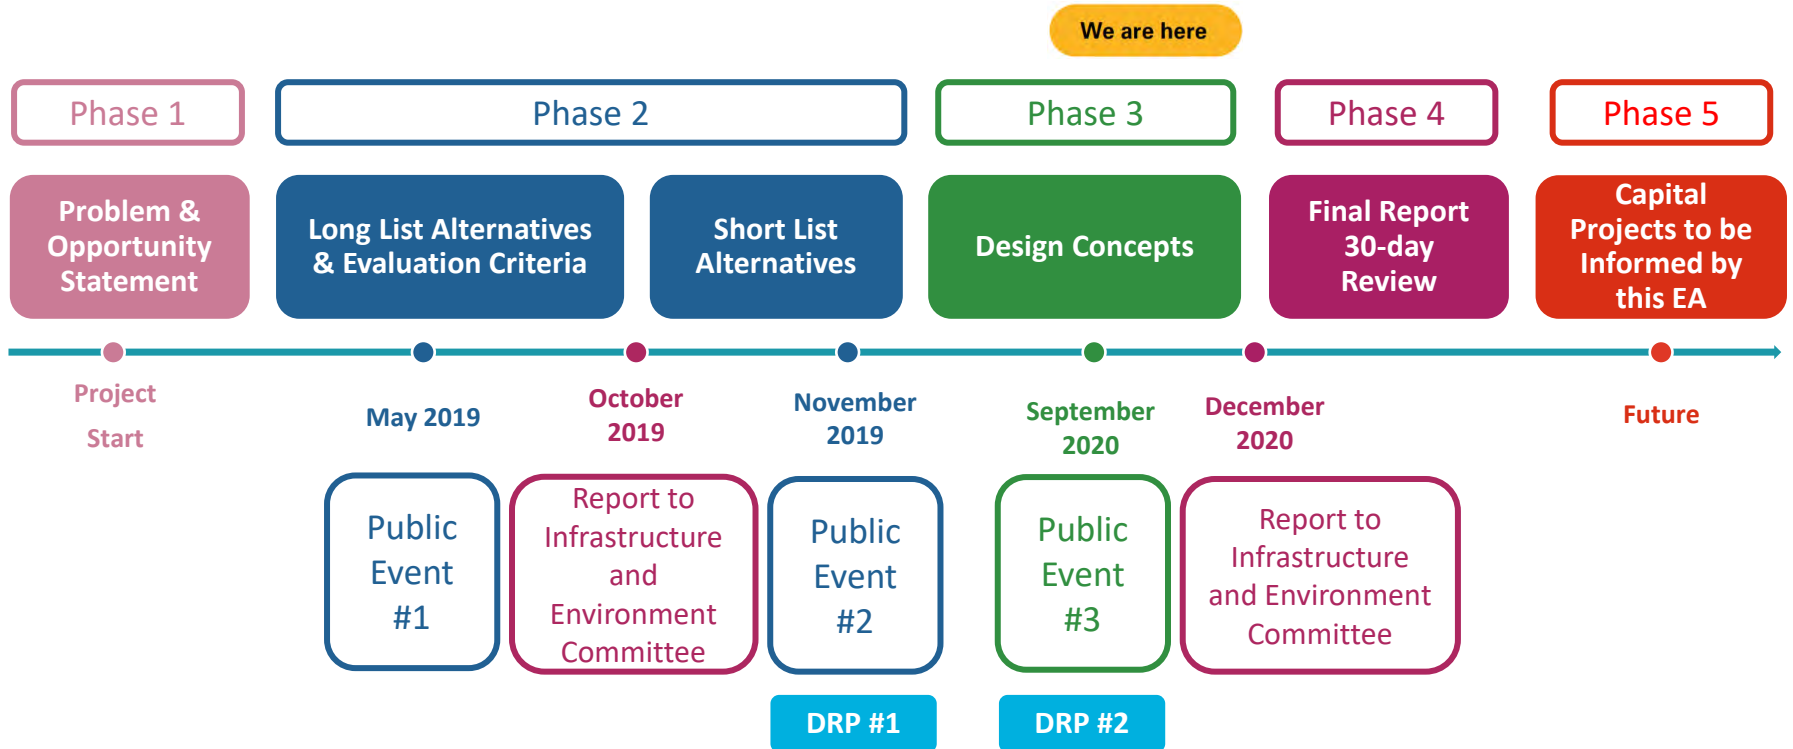 We are here
Phase 1
Phase 2
Phase 3
Phase 4
Phase 5
Problem &
Opportunity
Statement
Long List Alternatives
& Evaluation Criteria
Short List
Alternatives
Design Concepts
Final Report
30-day
Review
Capital
Projects to be
Informed by
this EA
Project
Start
May 2019
October
2019
November
2019
September
2020
December
2020
Future
Public
Event
#1
Report to
Infrastructure
and
Environment
Committee
Public
Event
#2
Public
Event
#3
Report to
Infrastructure
and Environment
Committee
DRP #1
DRP #2